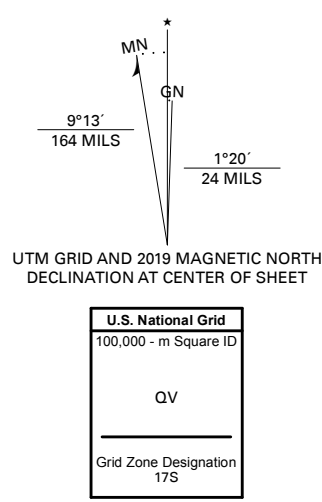 MN
GN
9°13´
164 MILS
1°20´
24 MILS
UTM GRID AND 2019 MAGNETIC NORTH
DECLINATION AT CENTER OF SHEET
U.S. National Grid
100,000 - m Square ID
QV
Grid Zone Designation
17S